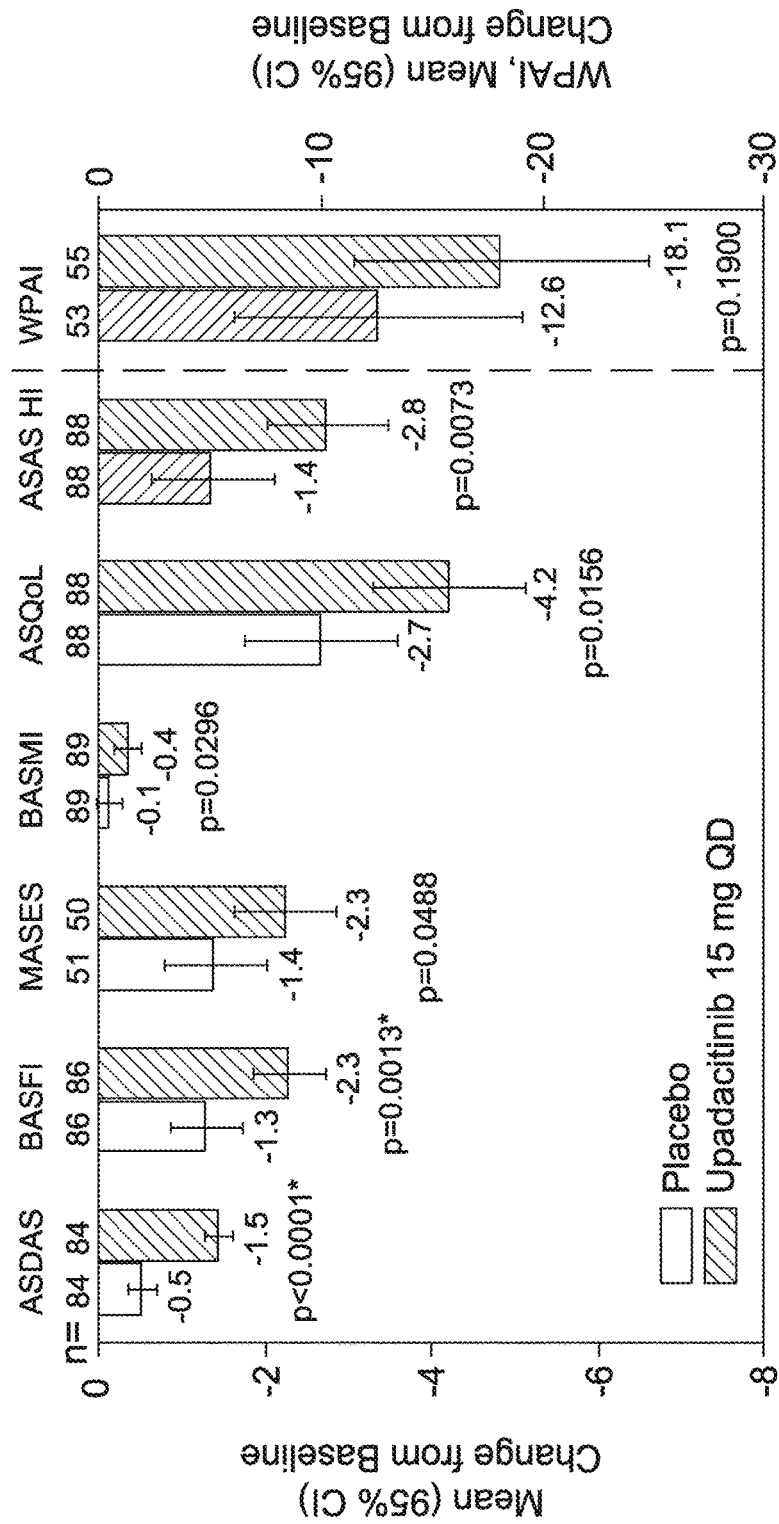 ASDAS BASFI MASES BASMI ASQoL ASAS HI WPAI
n= 84 84 86 86 51 50 89 89 88 88 88 88 53 55
0
-2
-4
-6
-8
Mean (95% CI)
Change from Baseline
-0.5 -1.5
p<0.0001*
-1.3 -2.3
p=0.0013*
-1.4 -2.3
p=0.0488
-0.1 -0.4
p=0.0296
-2.7 -4.2
p=0.0156
-1.4 -2.8
p=0.0073
-12.6 -18.1
p=0.1900
0
-10
-20
-30
WPAI, Mean (95% CI)
Change from Baseline
Placebo
Upadacitinib 15 mg QD